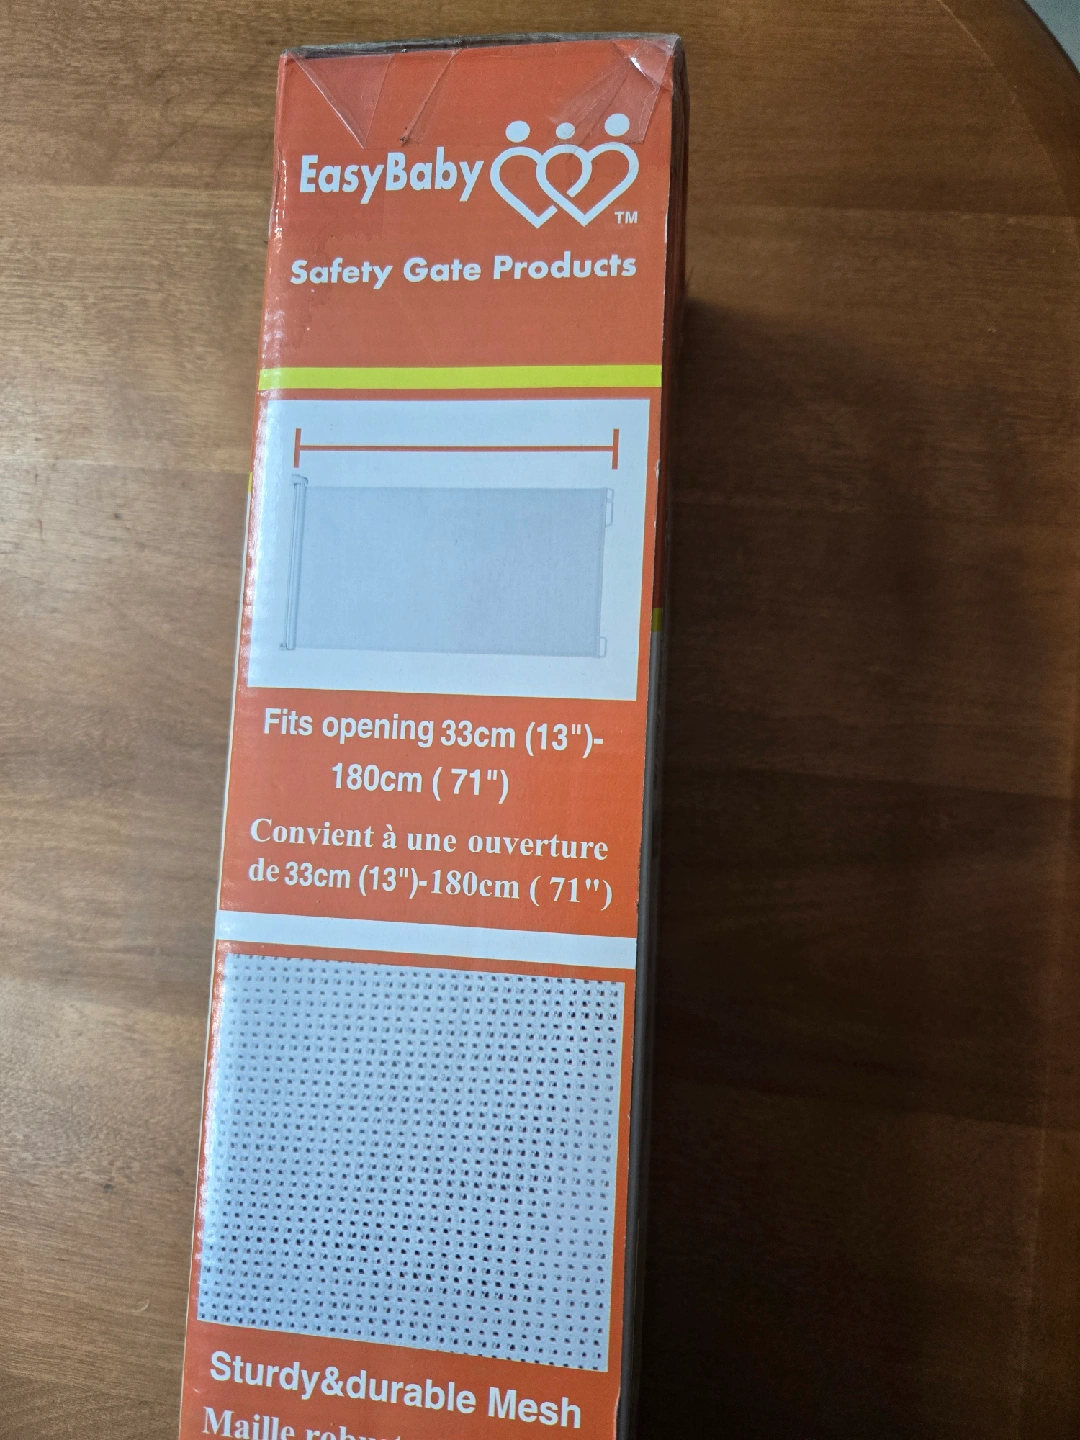 EasyBaby
TM
Safety Gate Products
Fits opening 33cm (13")-
180cm ( 71")
Convient à une ouverture
de 33cm (13")-180cm ( 71")
Sturdy&durable Mesh
Maille